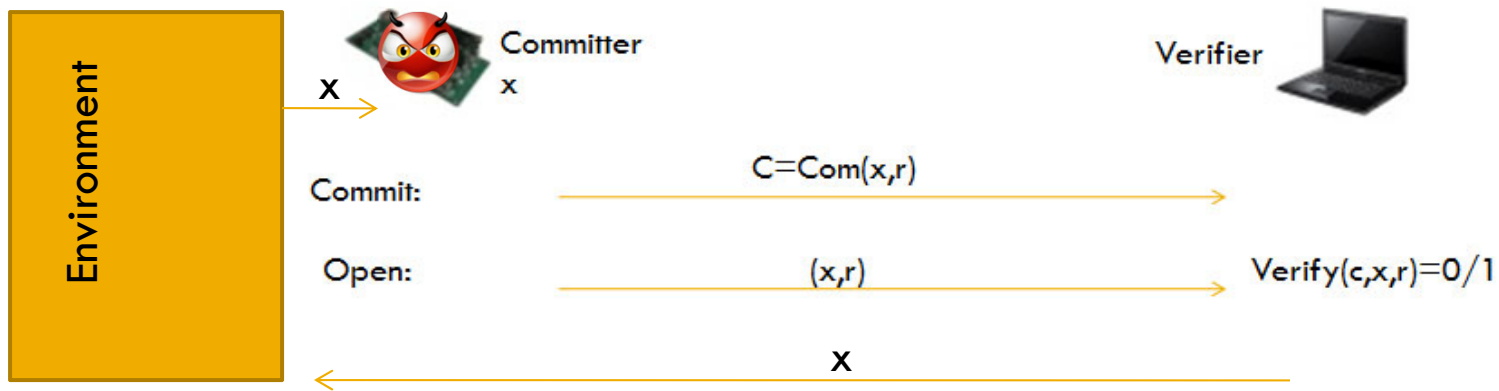 Environment
x
Committer
x
Verifier
Commit:
C=Com(x,r)
Open:
(x,r)
Verify(c,x,r)=0/1
x